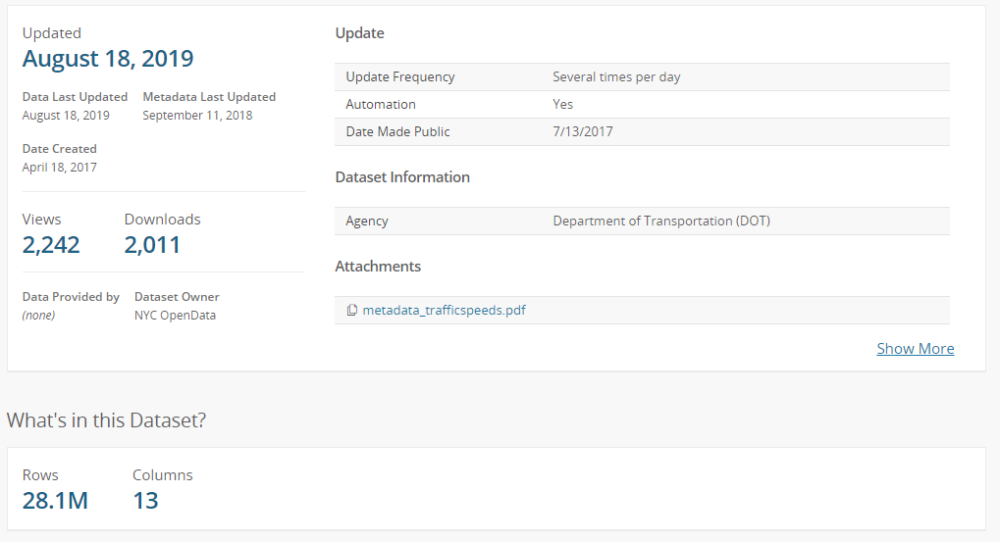 Updated
August 18, 2019
Data Last Updated Metadata Last Updated
August 18, 2019 September 11, 2018
Date Created
April 18, 2017
Views Downloads
2,242 2,011
Data Provided by Dataset Owner
(none) NYC OpenData
Update
Update Frequency Several times per day
Automation Yes
Date Made Public 7/13/2017
Dataset Information
Agency Department of Transportation (DOT)
Attachments
metadata_trafficspeeds.pdf
Show More
What's in this Dataset?
Rows Columns
28.1M 13